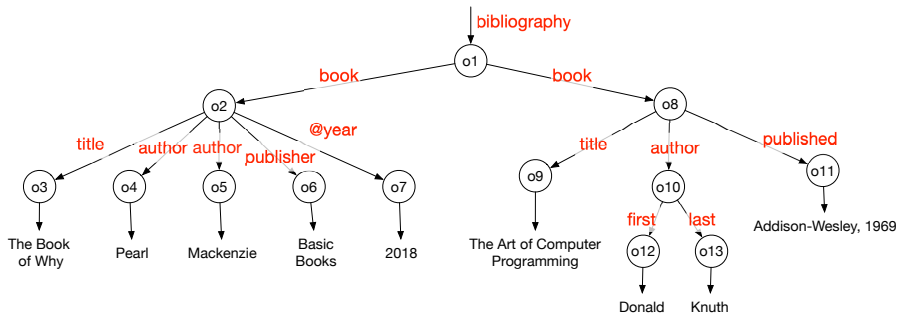 bibliography
o1
book
book
o2
o8
title
author
author
publisher
@year
title
author
published
o3
o4
o5
o6
o7
o9
o10
o11
The Book
of Why
Pearl
Mackenzie
Basic
Books
2018
first
last
Addison-Wesley, 1969
The Art of Computer
Programming
o12
o13
Donald
Knuth